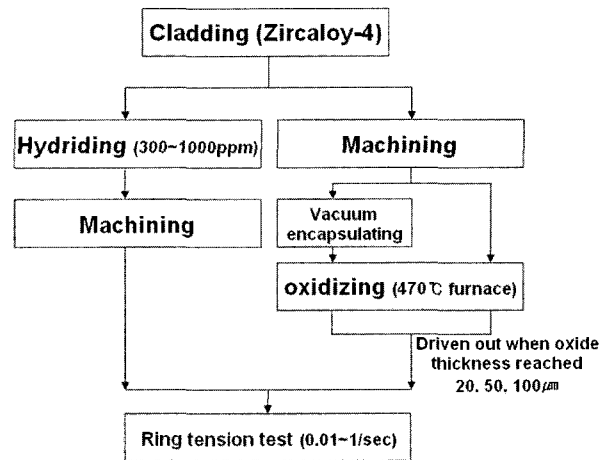 Cladding (Zircaloy-4)
Hydriding (300~1000ppm)
Machining
Machining
Vacuum
encapsulating
oxidizing (470℃ furnace)
Driven out when oxide
thickness reached
20, 50, 100㎛
Ring tension test (0.01~1/sec)